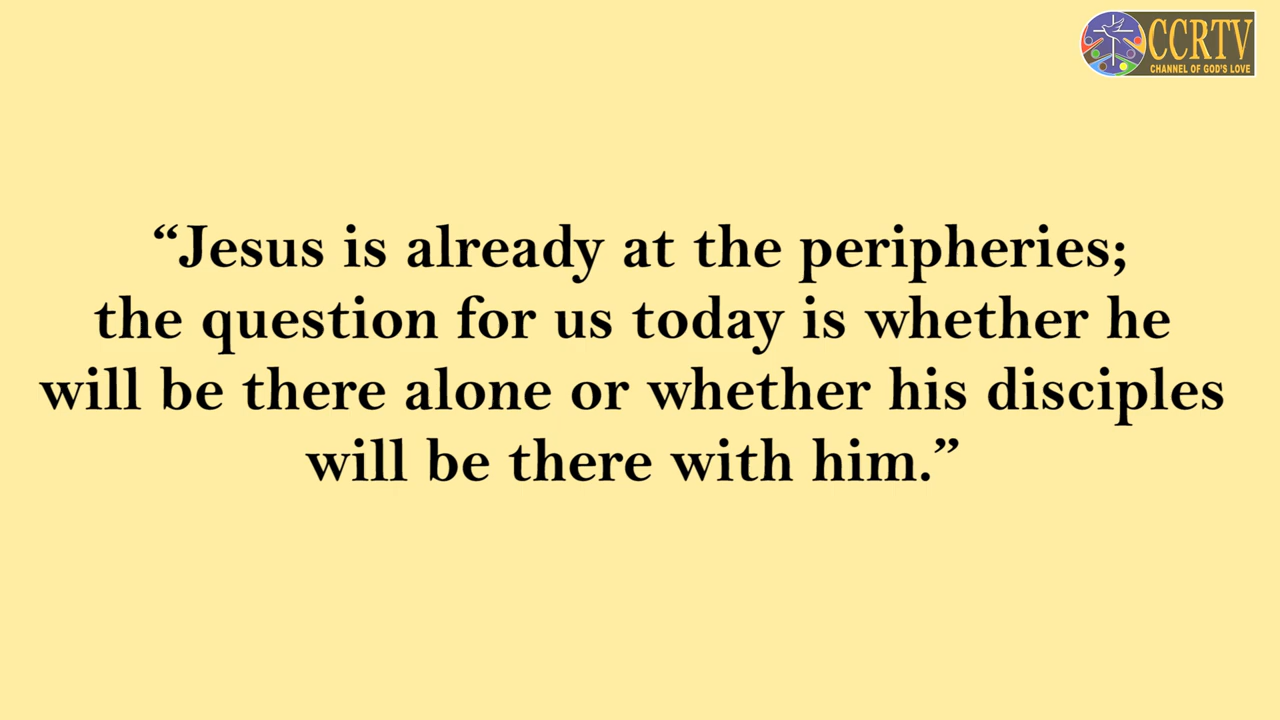 CCRTV
CHANNEL OF GOD'S LOVE
“Jesus is already at the peripheries;
the question for us today is whether he
will be there alone or whether his disciples
will be there with him.”